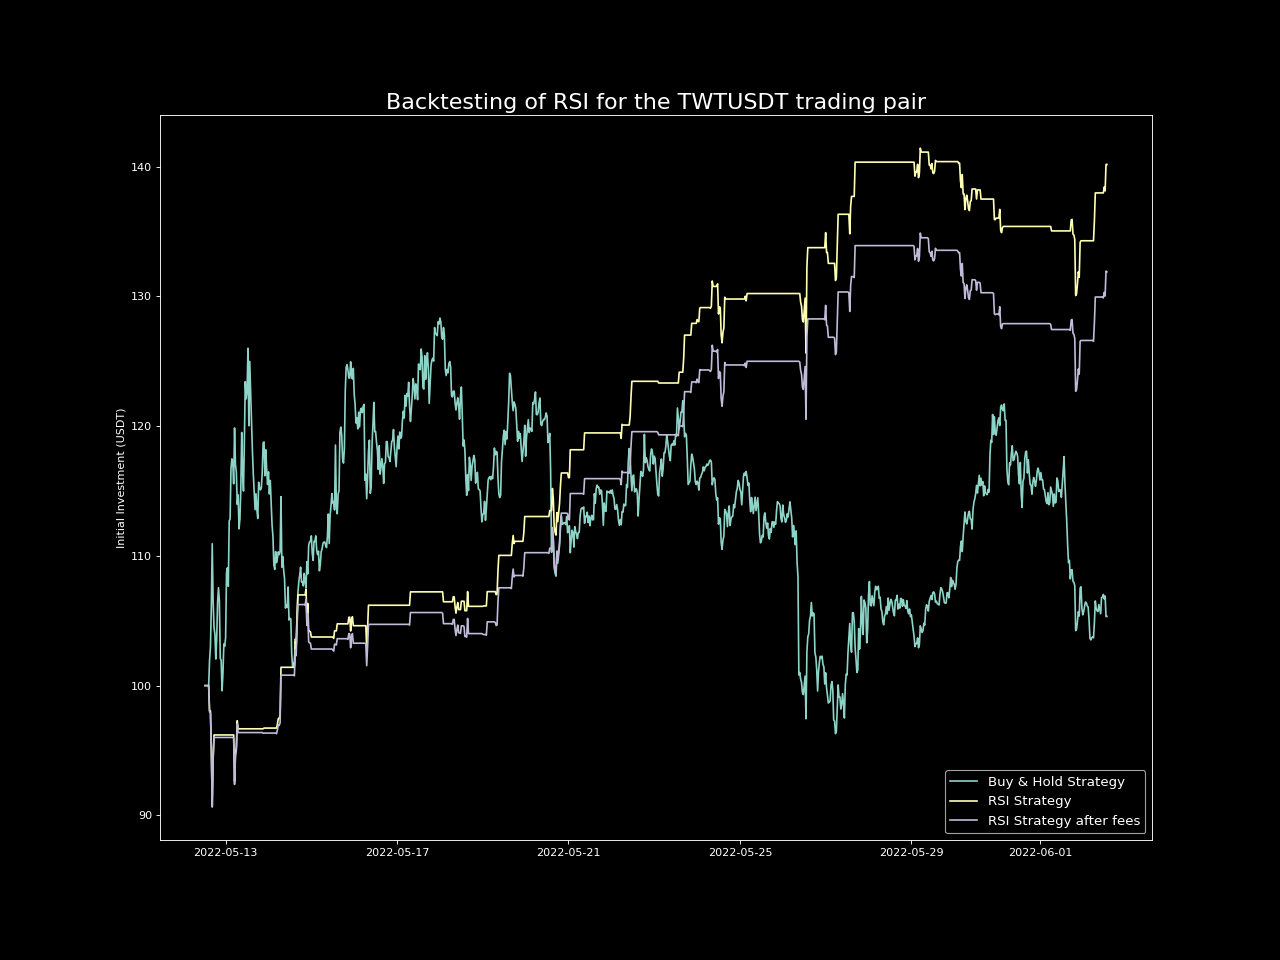 Backtesting of RSI for the TWTUSDT trading pair
Initial Investment (USDT)
140
130
120
110
100
90
2022-05-13
2022-05-17
2022-05-21
2022-05-25
2022-05-29
2022-06-01
Buy & Hold Strategy
RSI Strategy
RSI Strategy after fees